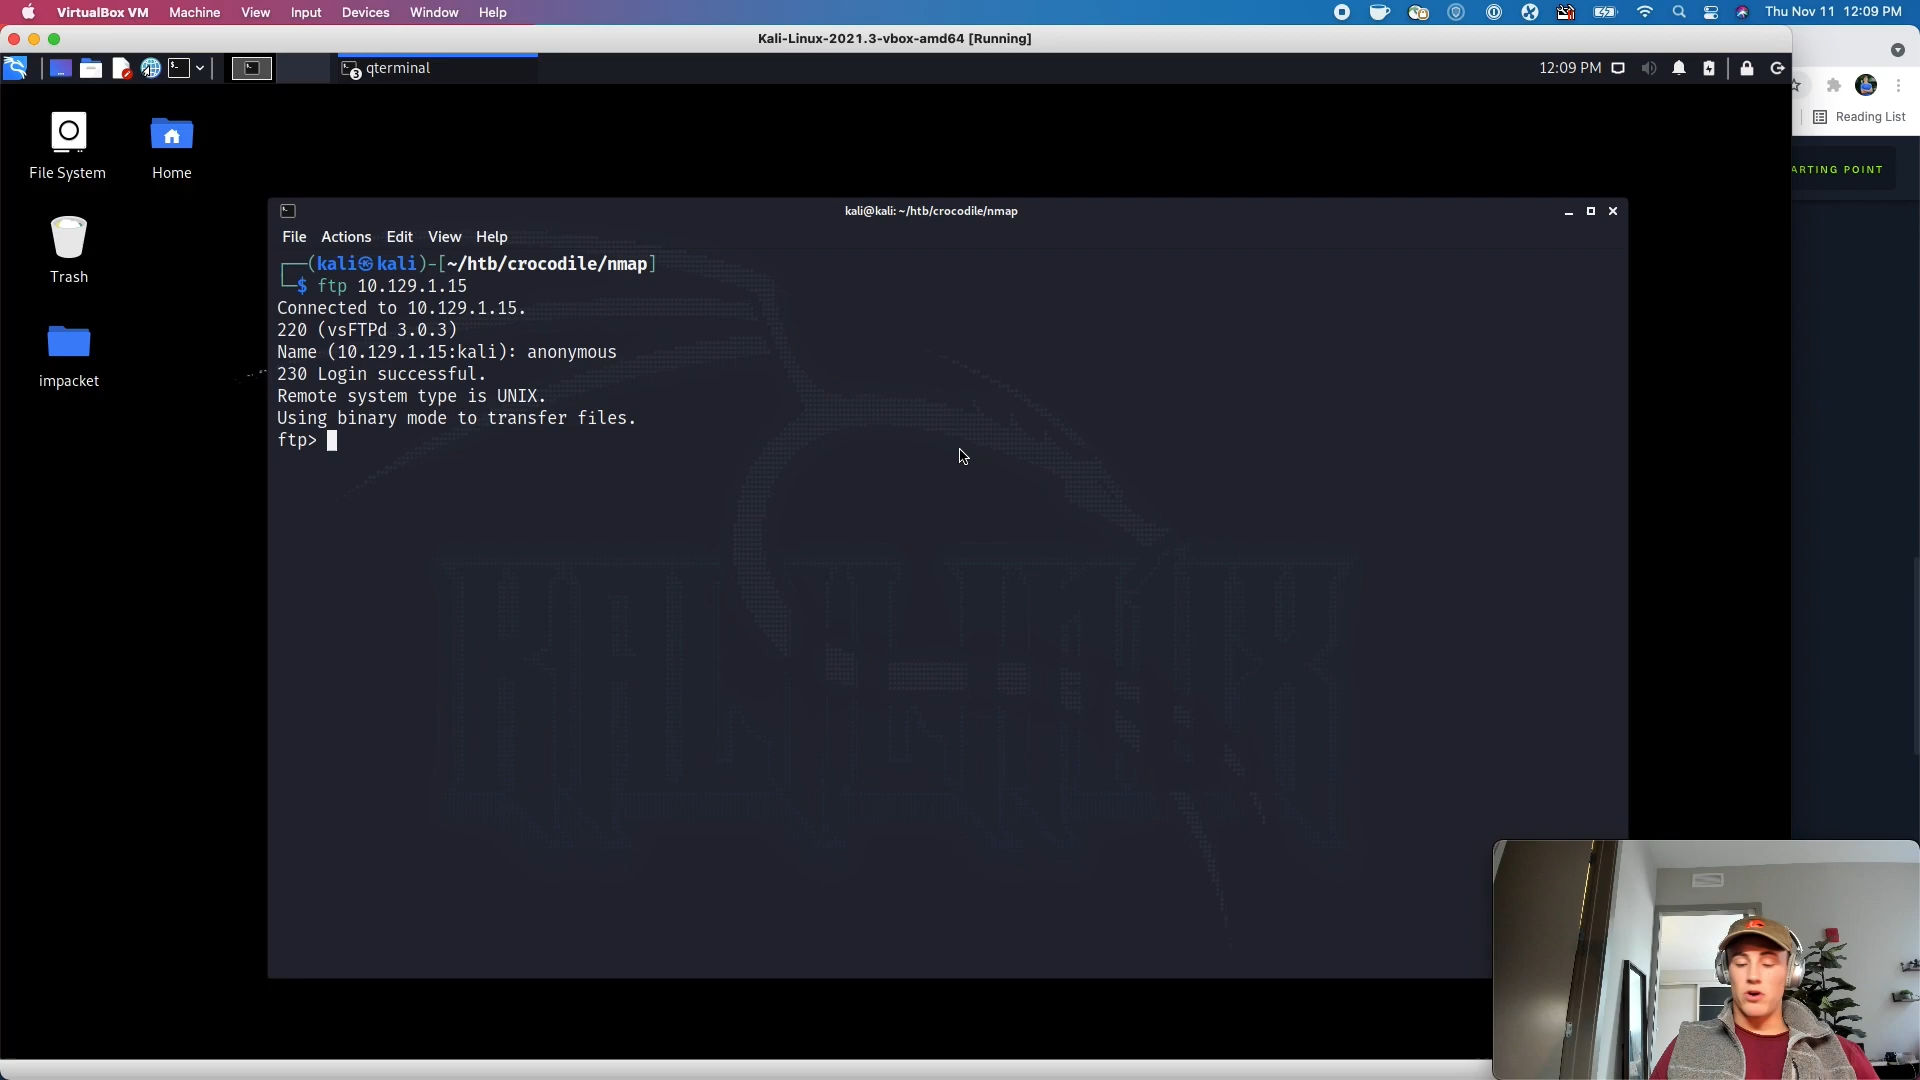 VirtualBox VM Machine View Input Devices Window Help Thu Nov 11 12:09 PM
Kali-Linux-2021.3-vbox-amd64 [Running]
3 qterminal 12:09 PM
Reading List
File System Home
ARTING POINT
kali@kali: ~/htb/crocodile/nmap
File Actions Edit View Help
┌──(kali㉿kali)-[~/htb/crocodile/nmap]
└─$ ftp 10.129.1.15
Trash
Connected to 10.129.1.15.
220 (vsFTPd 3.0.3)
Name (10.129.1.15:kali): anonymous
230 Login successful.
impacket
Remote system type is UNIX.
Using binary mode to transfer files.
ftp>
KALI LINUX